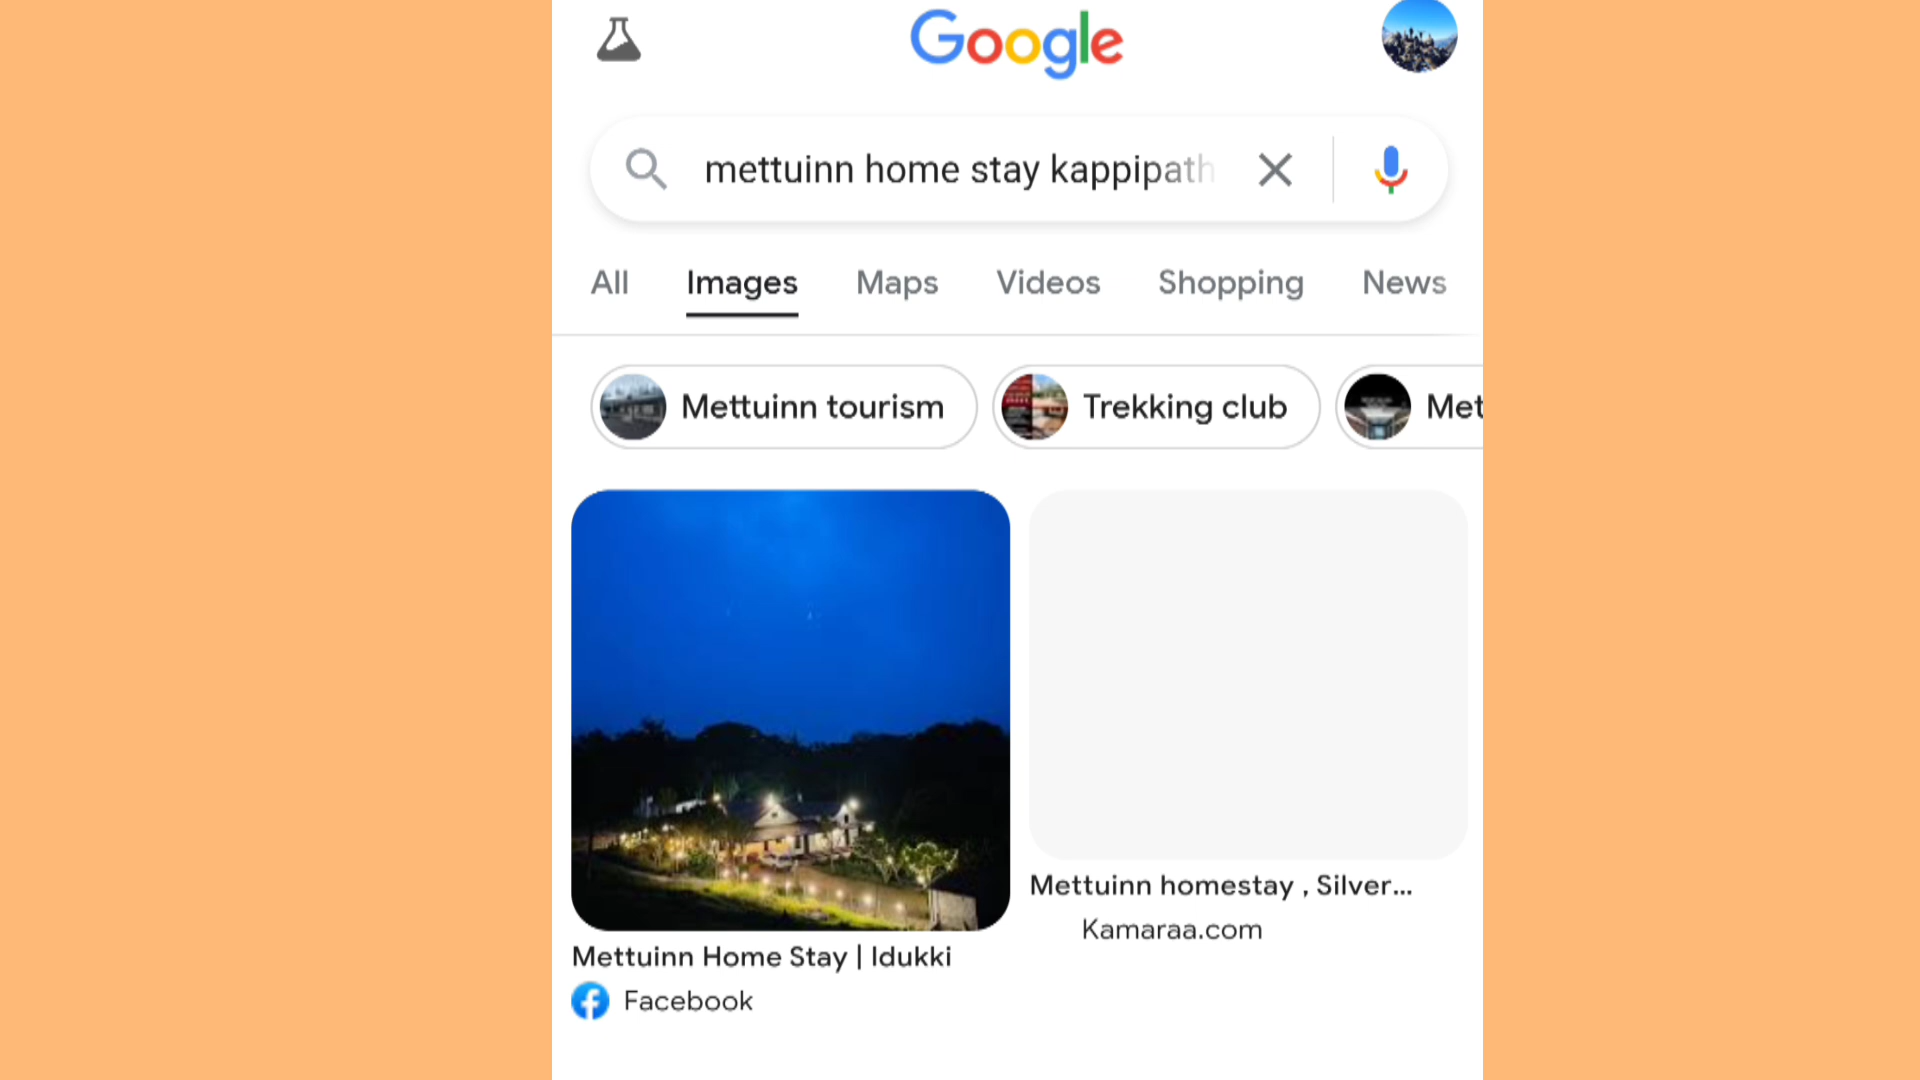 Google
mettuinn home stay kappipath
All Images Maps Videos Shopping News
Mettuinn tourism Trekking club Met
Mettuinn homestay , Silver...
Kamaraa.com
Mettuinn Home Stay | Idukki
Facebook